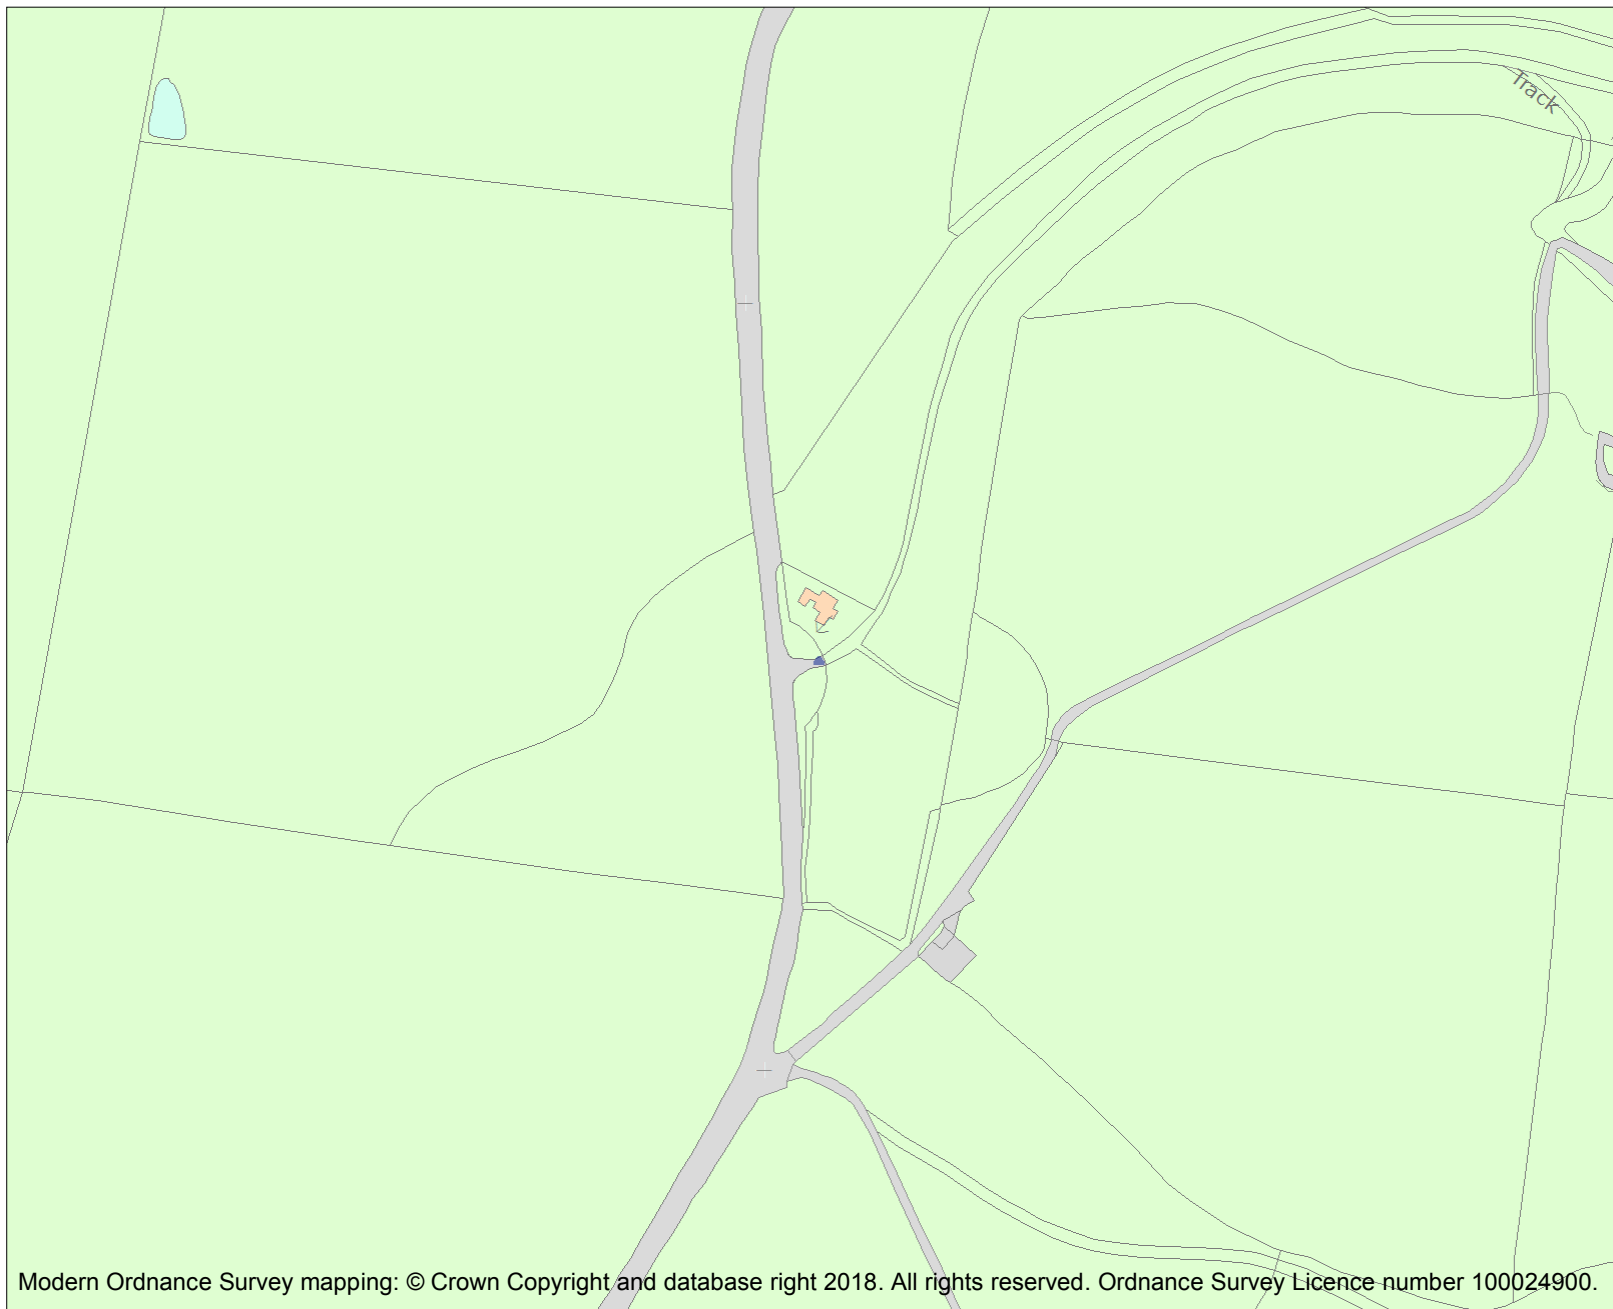 Track
Modern Ordnance Survey mapping: © Crown Copyright and database right 2018. All rights reserved. Ordnance Survey Licence number 100024900.